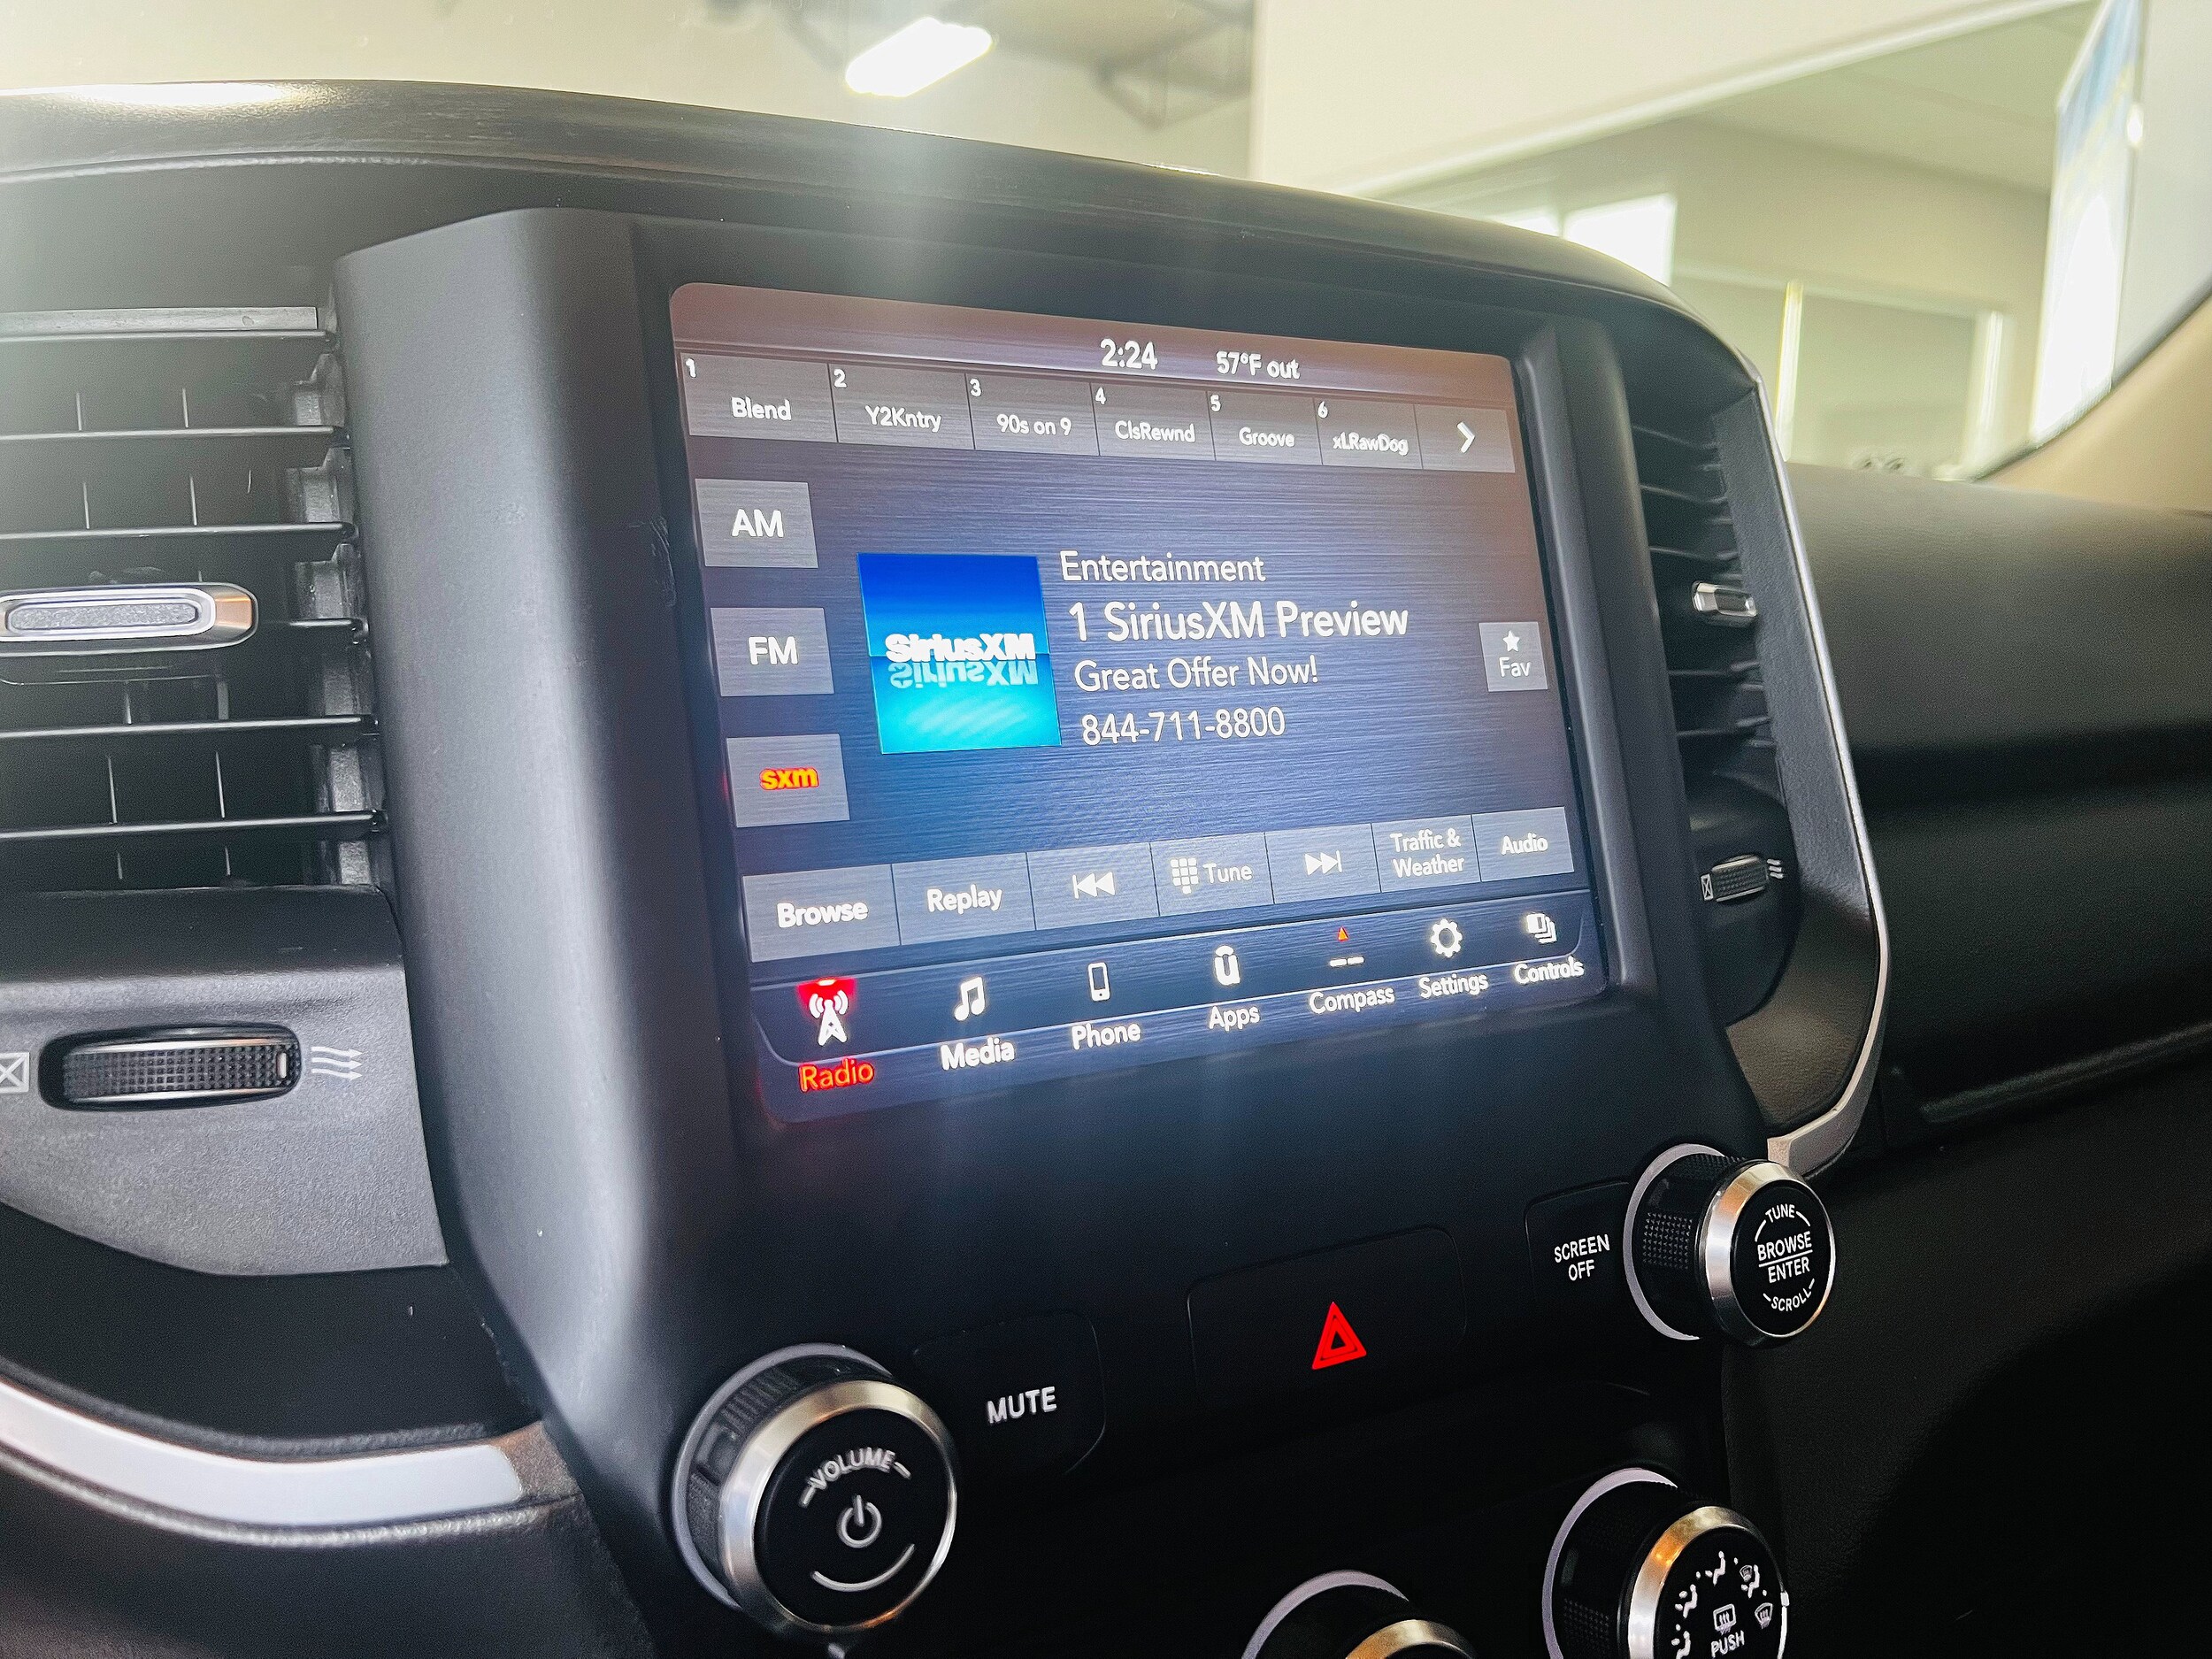 2:24 57°F out
1 2 3 4 5 6
Blend Y2Kntry 90s on 9 ClsRewnd Groove xLRawDog
AM
FM
sxm
SiriusXM
Entertainment
1 SiriusXM Preview
Great Offer Now!
844-711-8800
Fav
Browse Replay Tune Traffic &
Weather Audio
Radio Media Phone Apps Compass Settings Controls
SCREEN
OFF
TUNE
BROWSE
ENTER
SCROLL
MUTE
VOLUME
PUSH